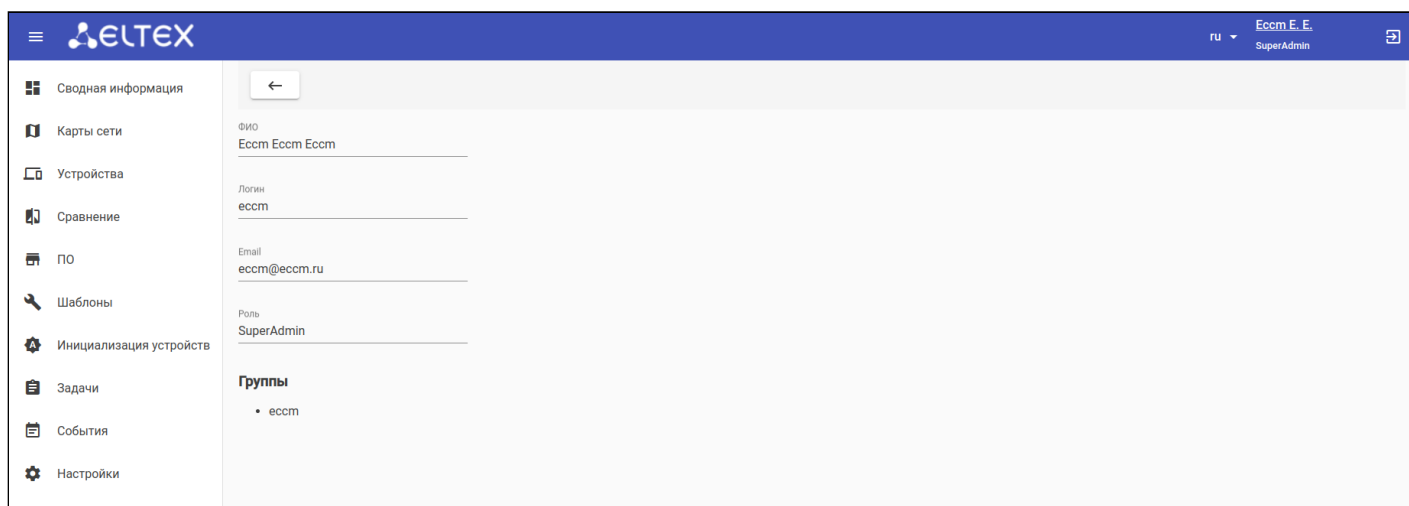 ELTEX
ru
Eccm E. E.
SuperAdmin
Сводная информация
Карты сети
Устройства
Сравнение
ПО
Шаблоны
Инициализация устройств
Задачи
События
Настройки
ФИО
Eccm Eccm Eccm
Логин
eccm
Email
eccm@eccm.ru
Роль
SuperAdmin
Группы
• eccm